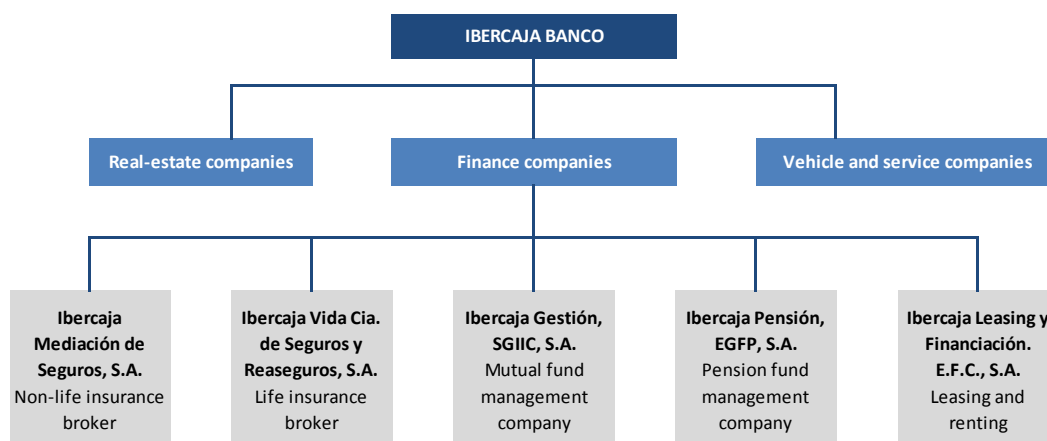 IBERCAJA BANCO
Real-estate companies
Finance companies
Vehicle and service companies
Ibercaja
Mediación de
Seguros, S.A.
Non-life insurance
broker
Ibercaja Vida Cia.
de Seguros y
Reaseguros, S.A.
Life insurance
broker
Ibercaja Gestión,
SGIIC, S.A.
Mutual fund
management
company
Ibercaja Pensión,
EGFP, S.A.
Pension fund
management
company
Ibercaja Leasing y
Financiación.
E.F.C., S.A.
Leasing and
renting